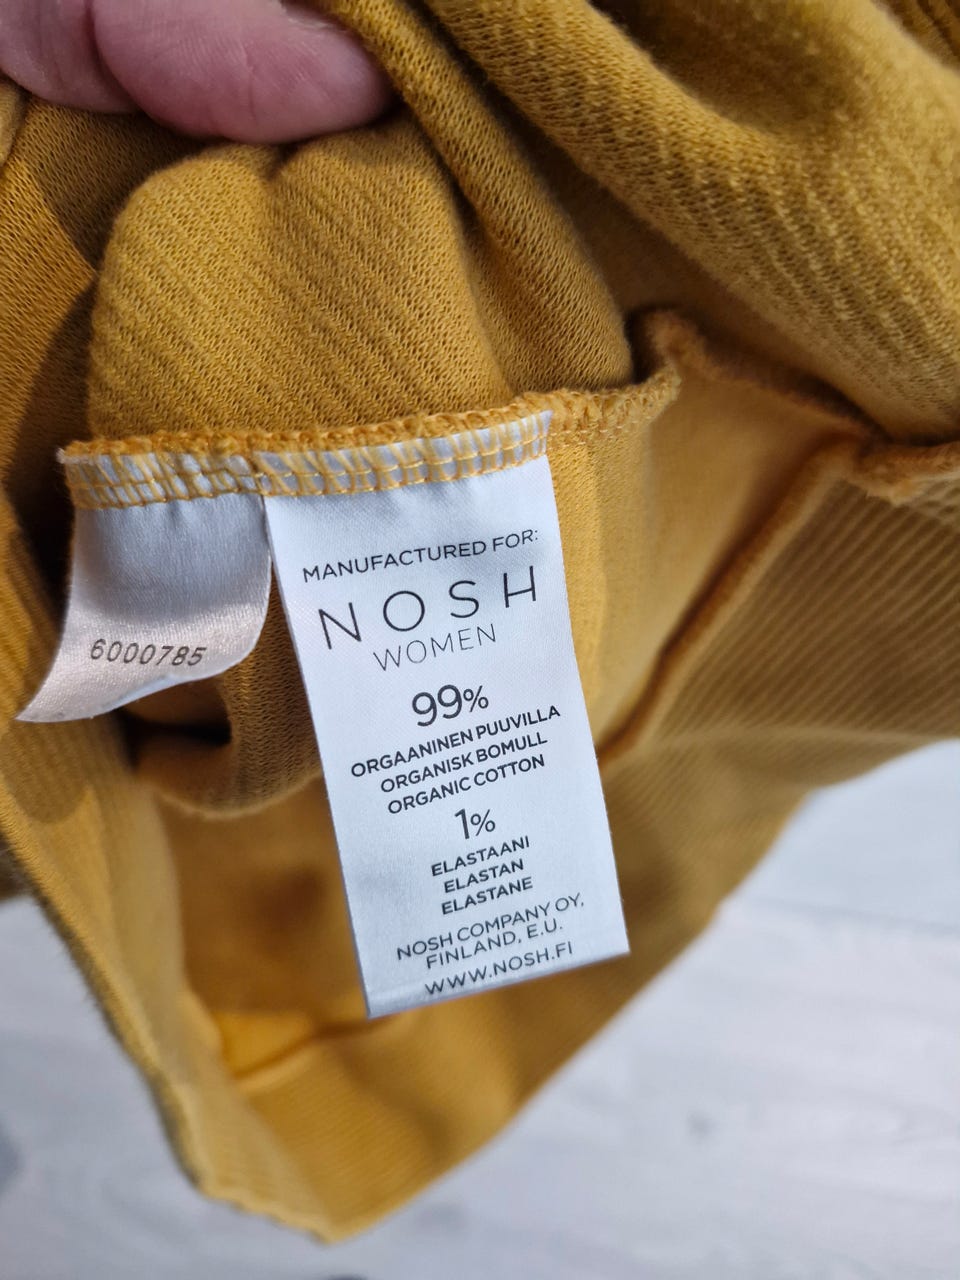 6000785
MANUFACTURED FOR:
NOSH
WOMEN
99%
ORGAANINEN PUUVILLA
ORGANISK BOMULL
ORGANIC COTTON
1%
ELASTAANI
ELASTAN
ELASTANE
NOSH COMPANY OY,
FINLAND, E.U.
WWW.NOSH.FI